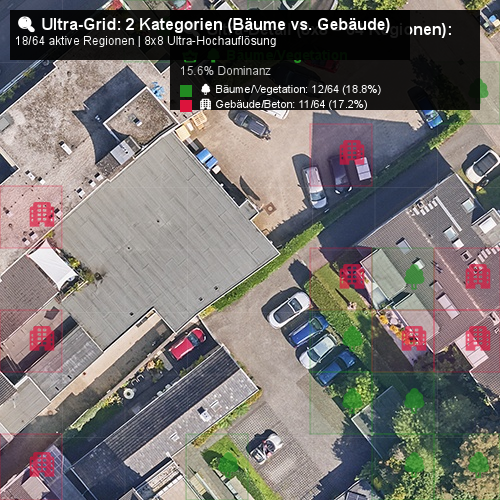 Ultra-Grid: 2 Kategorien (Bäume vs. Gebäude)
18/64 aktive Regionen | 8x8 Ultra-Hochauflösung
15.6% Dominanz
Bäume/Vegetation: 12/64 (18.8%)
Gebäude/Beton: 11/64 (17.2%)